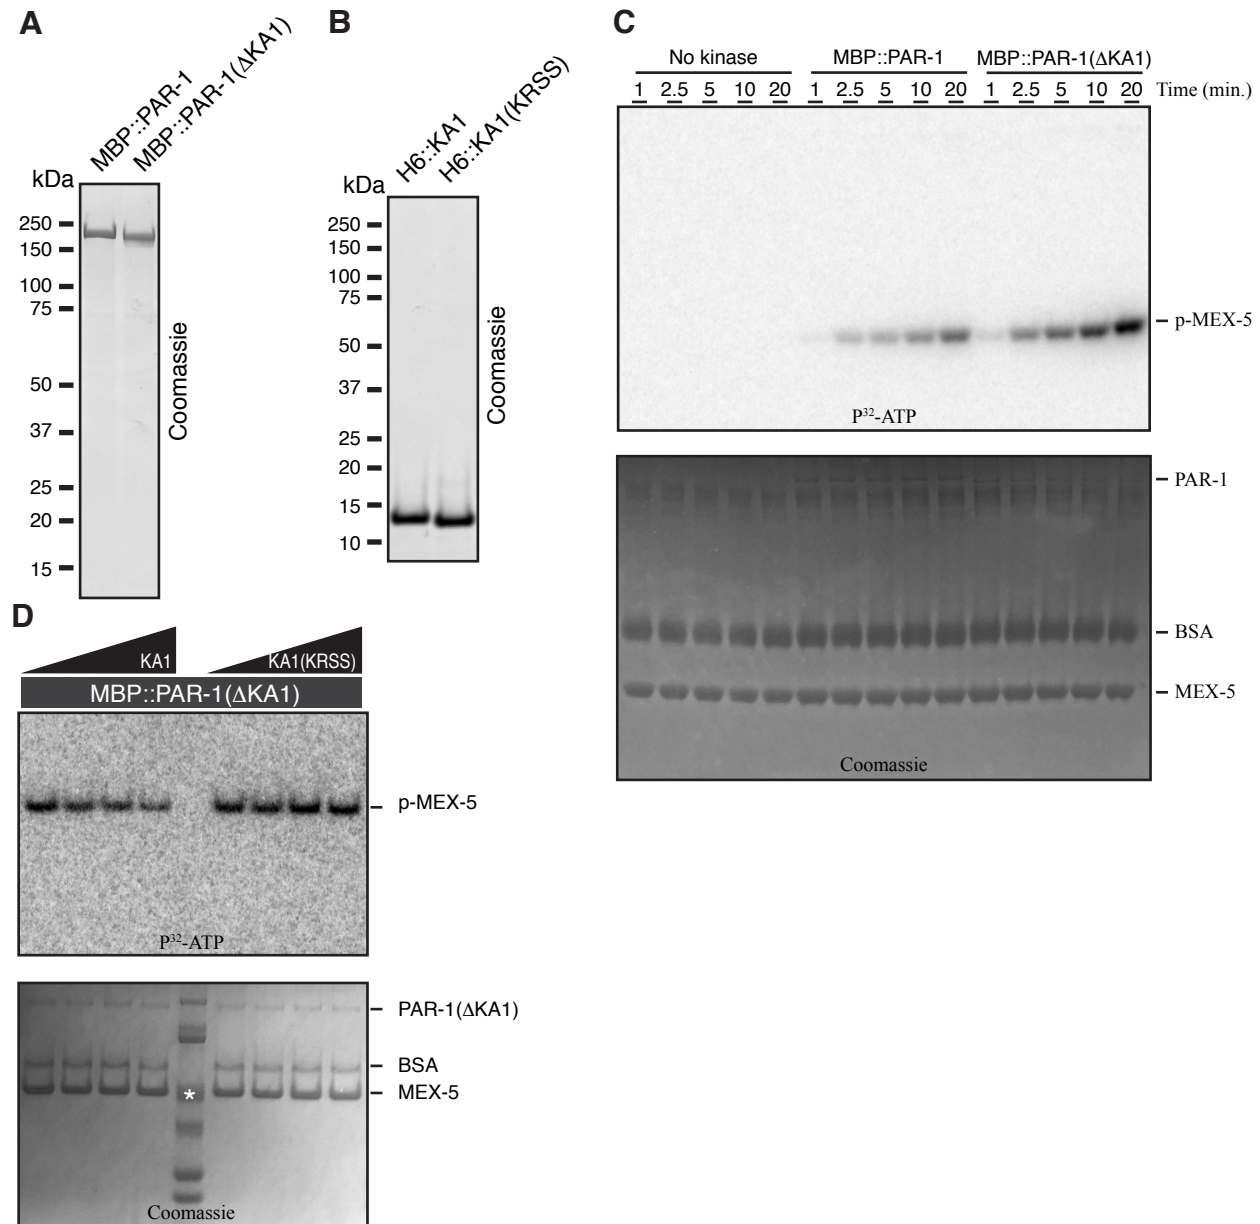 A
MBP::PAR-1
MBP::PAR-1(ΔKA1)
kDa
250
150
100
75
50
37
25
20
15
Coomassie
B
H6::KA1
H6::KA1(KRSS)
kDa
250
150
100
75
50
37
25
20
15
10
Coomassie
C
No kinase MBP::PAR-1 MBP::PAR-1(ΔKA1)
1 2.5 5 10 20 1 2.5 5 10 20 1 2.5 5 10 20 Time (min.)
p-MEX-5
P³²-ATP
PAR-1
BSA
MEX-5
Coomassie
D
KA1 KA1(KRSS)
MBP::PAR-1(ΔKA1)
p-MEX-5
P³²-ATP
PAR-1(ΔKA1)
BSA
* MEX-5
Coomassie